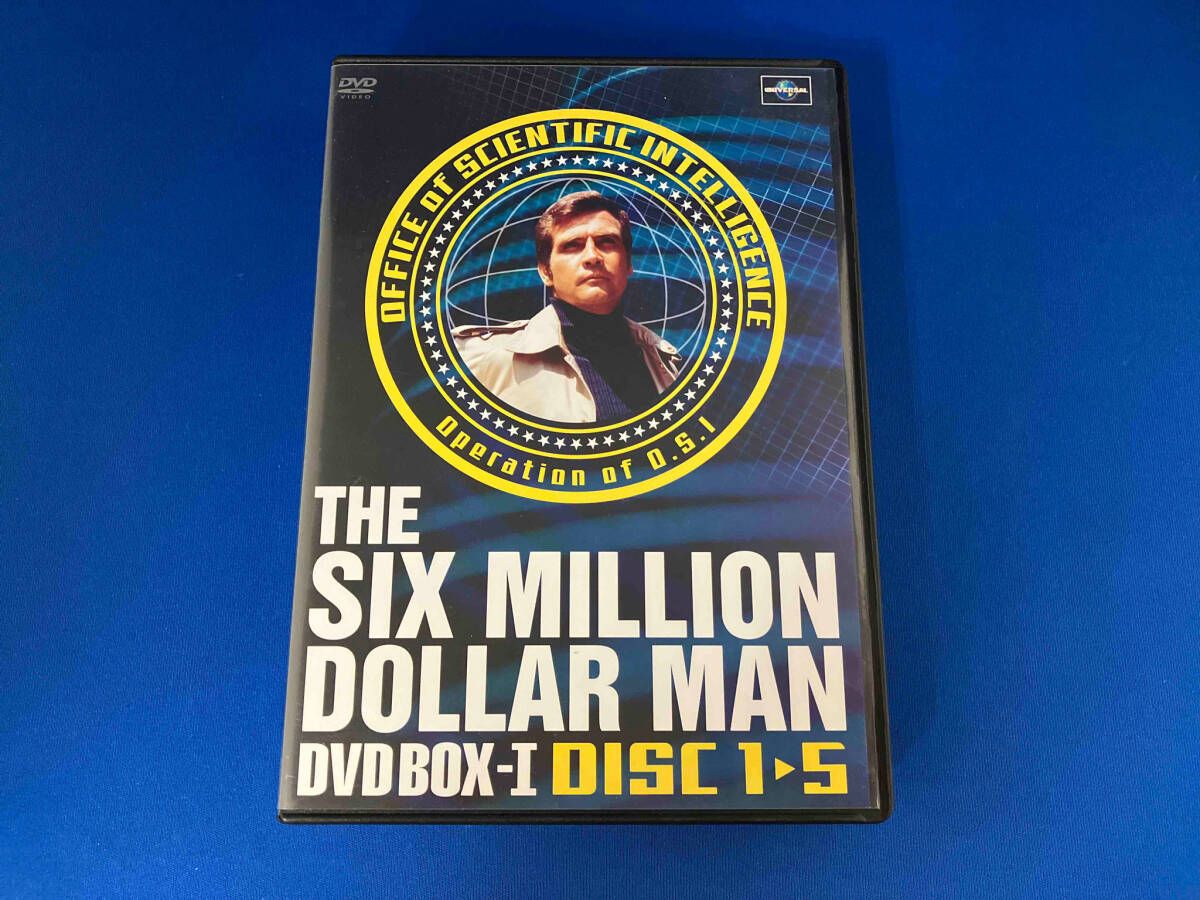 DVD
VIDEO
UNIVERSAL
OFFICE of SCIENTIFIC INTELLIGENCE
Operation of O.S.I
THE
SIX MILLION
DOLLAR MAN
DVD BOX-I DISC 1▶5